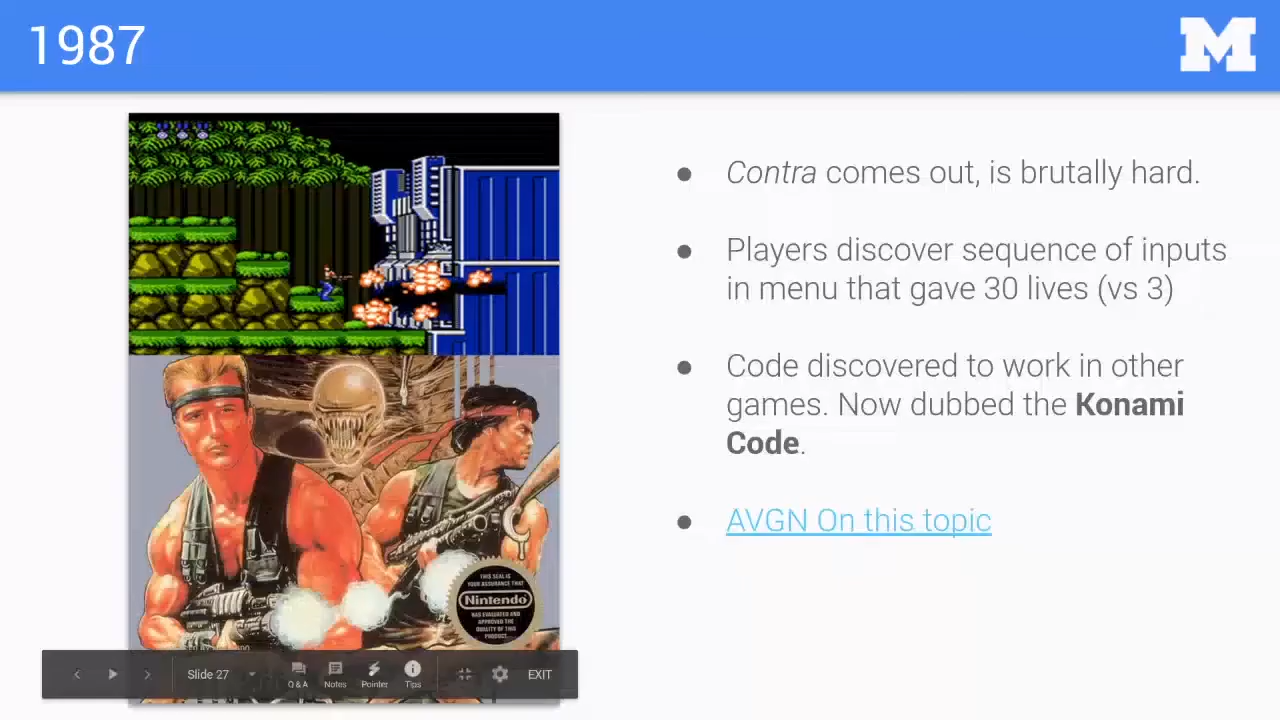 1987
M
● Contra comes out, is brutally hard.
● Players discover sequence of inputs
in menu that gave 30 lives (vs 3)
● Code discovered to work in other
games. Now dubbed the Konami
Code.
● AVGN On this topic
THIS SEAL IS
YOUR ASSURANCE THAT
Nintendo
HAS EVALUATED AND
APPROVED THE
QUALITY OF THIS
PRODUCT.
Slide 27
Q & A
Notes
Pointer
Tips
EXIT